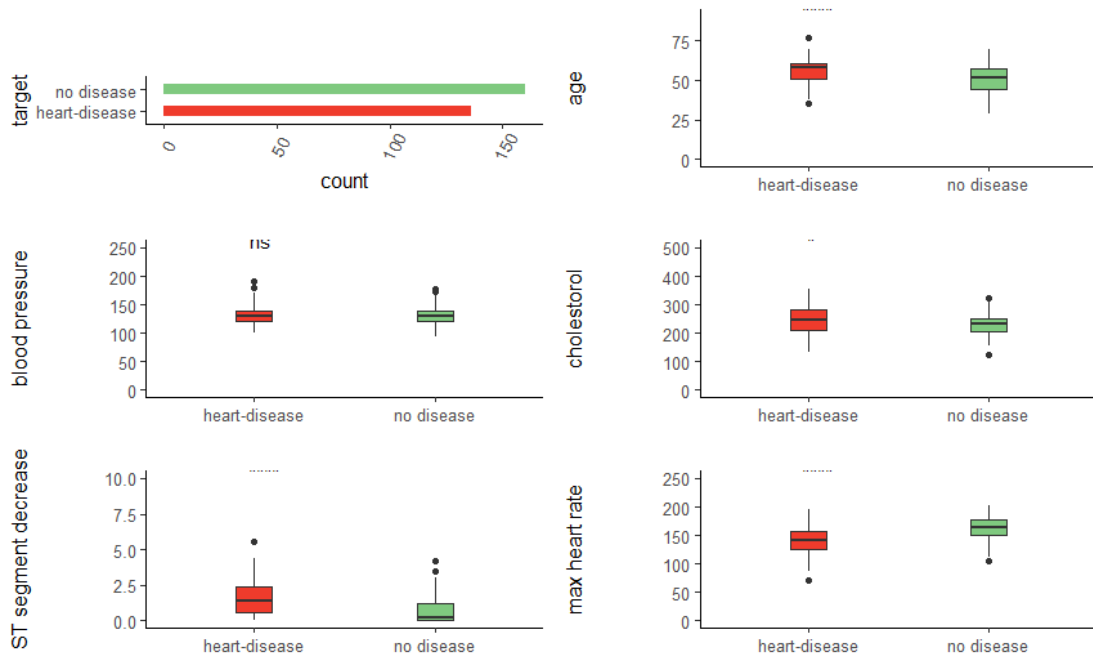 target
no disease
heart-disease
0
50
100
150
count
age
75
50
25
0
heart-disease
no disease
blood pressure
250
200
150
100
50
0
ns
heart-disease
no disease
cholestorol
500
400
300
200
100
0
heart-disease
no disease
ST segment decrease
10.0
7.5
5.0
2.5
0.0
heart-disease
no disease
max heart rate
250
200
150
100
50
0
heart-disease
no disease